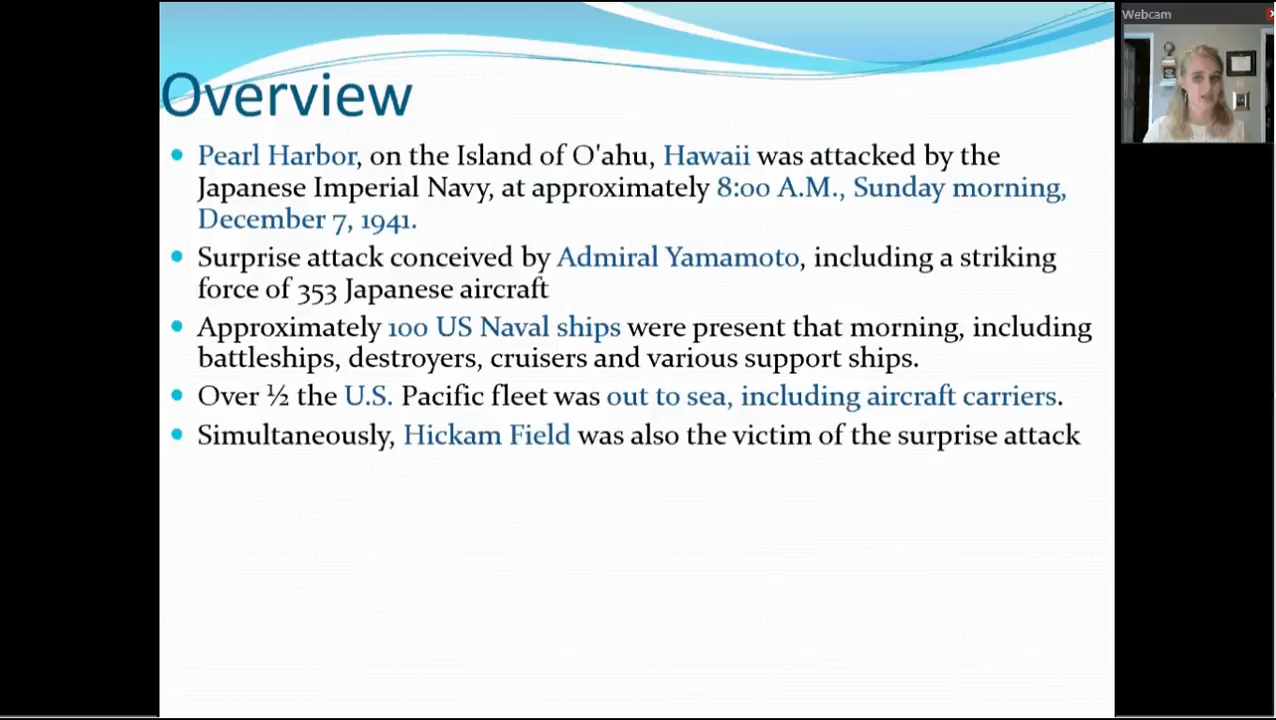 Webcam
Overview
Pearl Harbor, on the Island of O'ahu, Hawaii was attacked by the
Japanese Imperial Navy, at approximately 8:00 A.M., Sunday morning,
December 7, 1941.
Surprise attack conceived by Admiral Yamamoto, including a striking
force of 353 Japanese aircraft
Approximately 100 US Naval ships were present that morning, including
battleships, destroyers, cruisers and various support ships.
Over ½ the U.S. Pacific fleet was out to sea, including aircraft carriers.
Simultaneously, Hickam Field was also the victim of the surprise attack